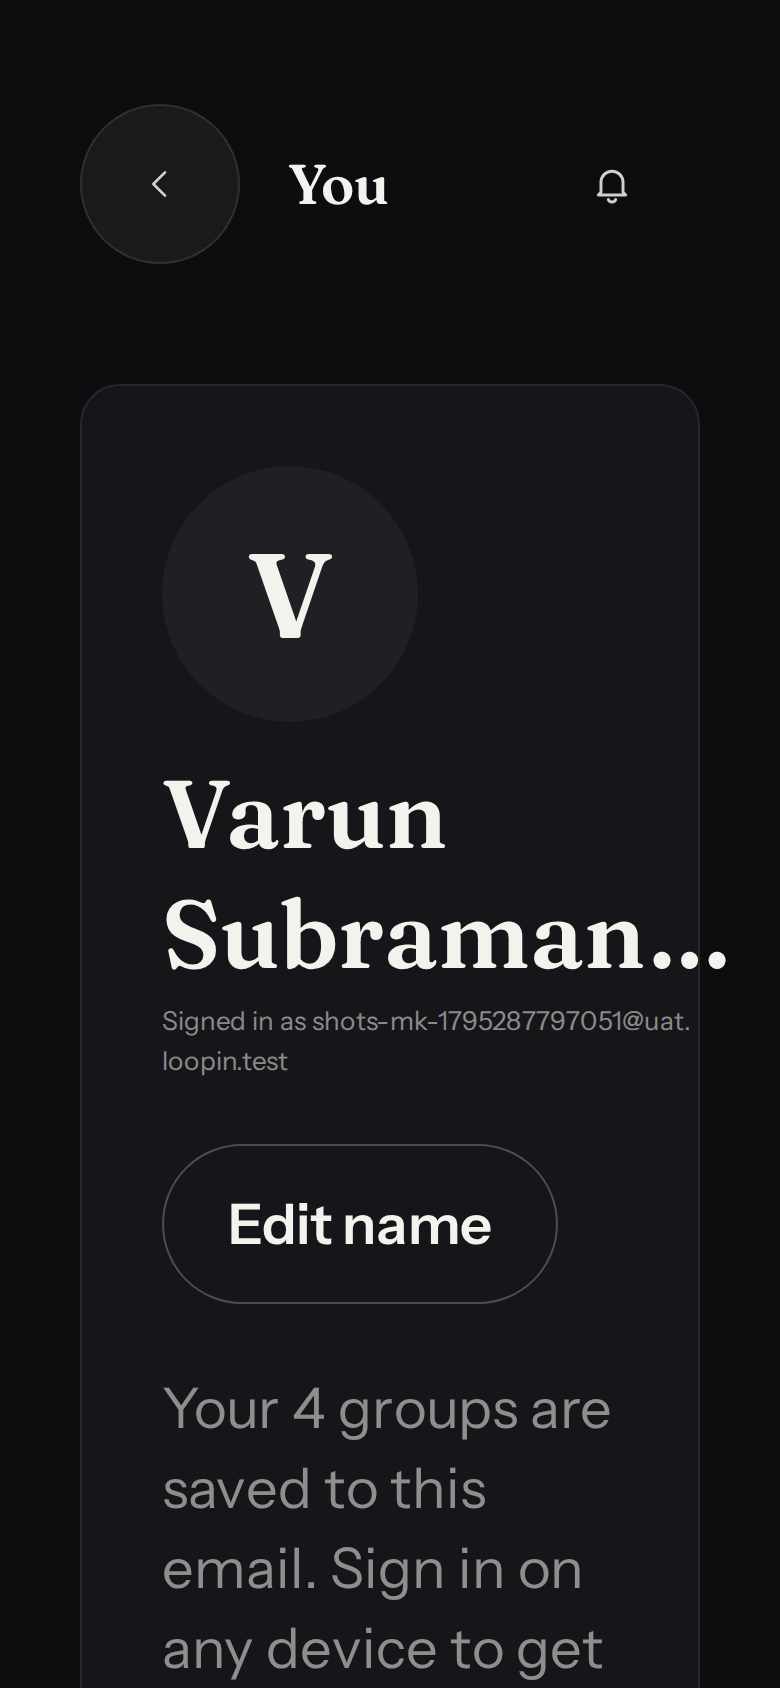 You
V
Varun
Subraman...
Signed in as shots-mk-1795287797051@uat.
loopin.test
Edit name
Your 4 groups are
saved to this
email. Sign in on
any device to get